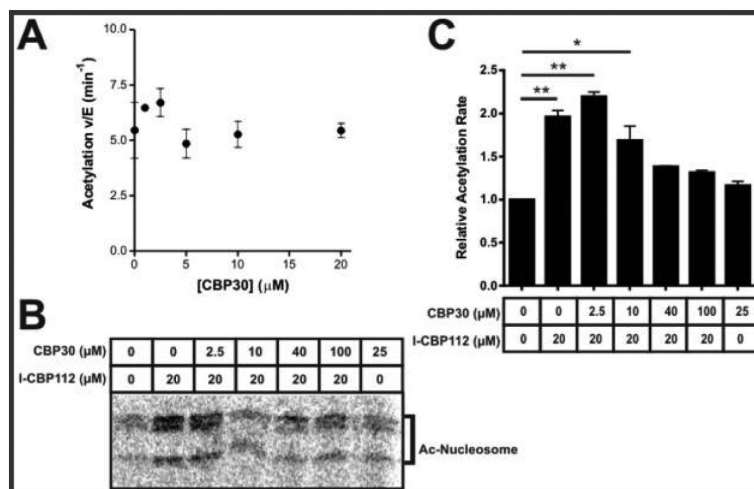 A
10.0
7.5
5.0
2.5
0.0
Acetylation v/E (min⁻¹)
0 5 10 15 20
[CBP30] (μM)
B
CBP30 (μM) 0 0 2.5 10 40 100 25
I-CBP112 (μM) 0 20 20 20 20 20 0
Ac-Nucleosome
C
*
**
**
2.5
2.0
1.5
1.0
0.5
0.0
Relative Acetylation Rate
CBP30 (μM) 0 0 2.5 10 40 100 25
I-CBP112 (μM) 0 20 20 20 20 20 0